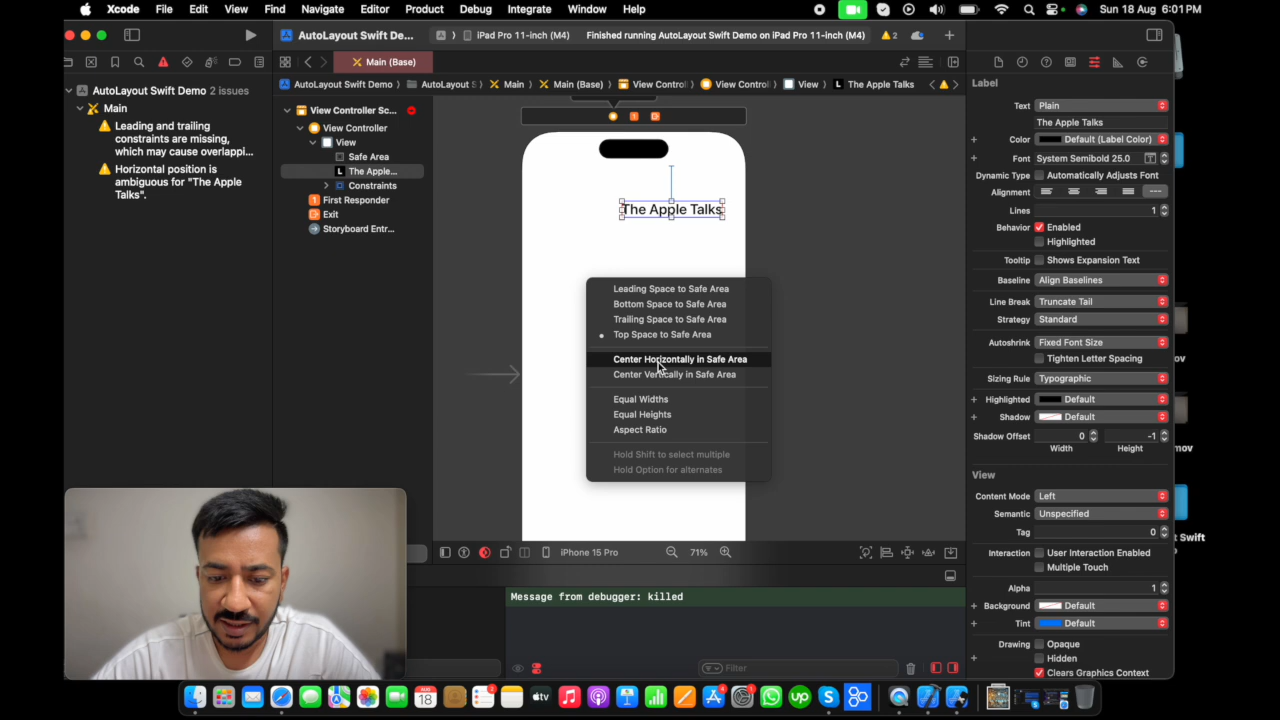 Xcode File Edit View Find Navigate Editor Product Debug Integrate Window Help Sun 18 Aug 6:01 PM
AutoLayout Swift De... iPad Pro 11-inch (M4) Finished running AutoLayout Swift Demo on iPad Pro 11-inch (M4) 2
Main (Base)
AutoLayout Swift Demo AutoLayout S Main Main (Base) View Control View Contro View L The Apple Talks
AutoLayout Swift Demo 2 issues
Main
Leading and trailing
constraints are missing,
which may cause overlappi...
Horizontal position is
ambiguous for "The Apple
Talks".
View Controller Sc...
View Controller
View
Safe Area
L The Apple...
Constraints
First Responder
Exit
Storyboard Entr...
The Apple Talks
Leading Space to Safe Area
Bottom Space to Safe Area
Trailing Space to Safe Area
Top Space to Safe Area
Center Horizontally in Safe Area
Center Vertically in Safe Area
Equal Widths
Equal Heights
Aspect Ratio
Hold Shift to select multiple
Hold Option for alternates
iPhone 15 Pro 71%
Message from debugger: killed
Filter
Label
Text Plain
The Apple Talks
Color Default (Label Color)
Font System Semibold 25.0
Dynamic Type Automatically Adjusts Font
Alignment
Lines 1
Behavior Enabled
Highlighted
Tooltip Shows Expansion Text
Baseline Align Baselines
Line Break Truncate Tail
Strategy Standard
Autoshrink Fixed Font Size
Tighten Letter Spacing
Sizing Rule Typographic
Highlighted Default
Shadow Default
Shadow Offset 0 -1
Width Height
View
Content Mode Left
Semantic Unspecified
Tag 0
Interaction User Interaction Enabled
Multiple Touch
Alpha 1
Background Default
Tint Default
Drawing Opaque
Hidden
Clears Graphics Context
ov
mov
t Swift
AUG
18
tv
up